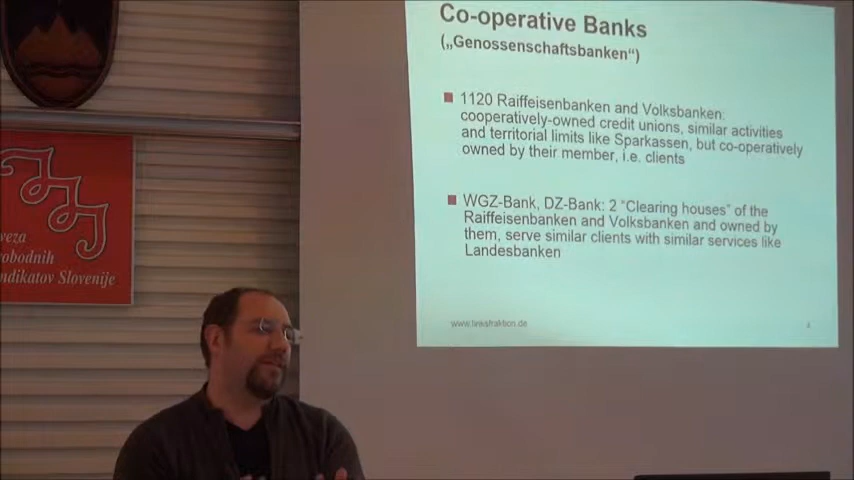 Co-operative Banks
(„Genossenschaftsbanken“)
1120 Raiffeisenbanken and Volksbanken:
cooperatively-owned credit unions, similar activities
and territorial limits like Sparkassen, but co-operatively
owned by their member, i.e. clients
WGZ-Bank, DZ-Bank: 2 “Clearing houses” of the
Raiffeisenbanken and Volksbanken and owned by
them, serve similar clients with similar services like
Landesbanken
www.linksfraktion.de
4
veza
obodnih
ndikatov Slovenije